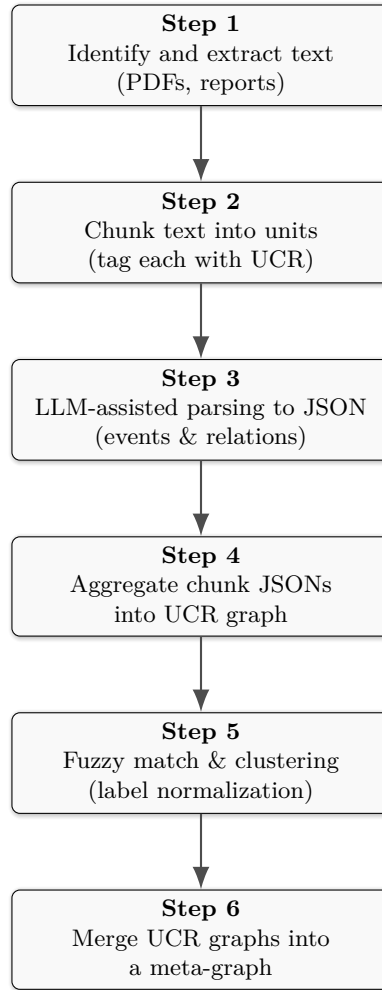 Step 1
Identify and extract text
(PDFs, reports)
Step 2
Chunk text into units
(tag each with UCR)
Step 3
LLM-assisted parsing to JSON
(events & relations)
Step 4
Aggregate chunk JSONs
into UCR graph
Step 5
Fuzzy match & clustering
(label normalization)
Step 6
Merge UCR graphs into
a meta-graph